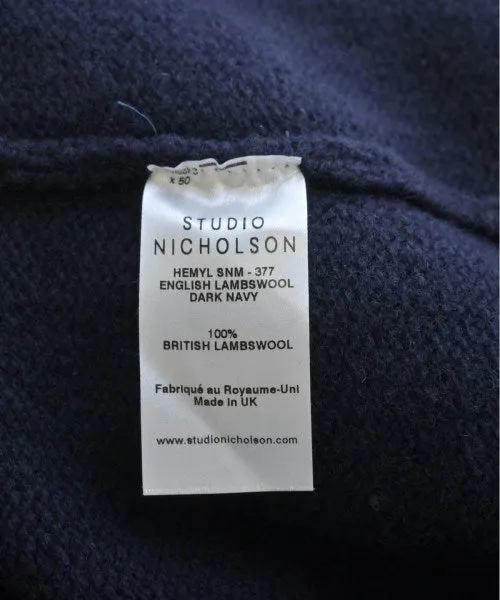 x 50
STUDIO
NICHOLSON
HEMYL SNM - 377
ENGLISH LAMBSWOOL
DARK NAVY
100%
BRITISH LAMBSWOOL
Fabriqué au Royaume-Uni
Made in UK
www.studionicholson.com